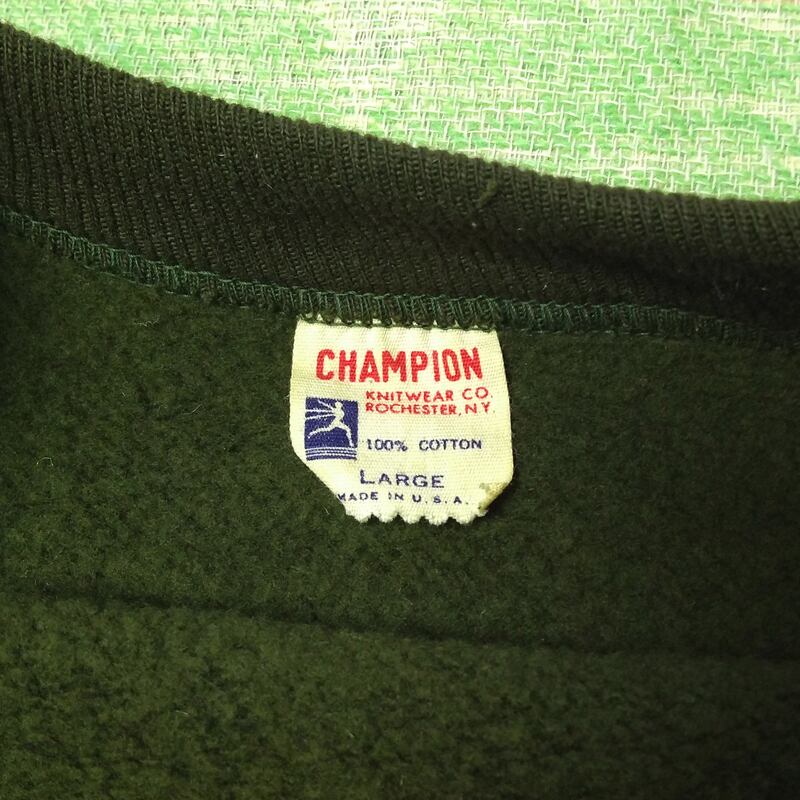 CHAMPION
KNITWEAR CO.
ROCHESTER, N.Y.
100% COTTON
LARGE
MADE IN U.S.A.